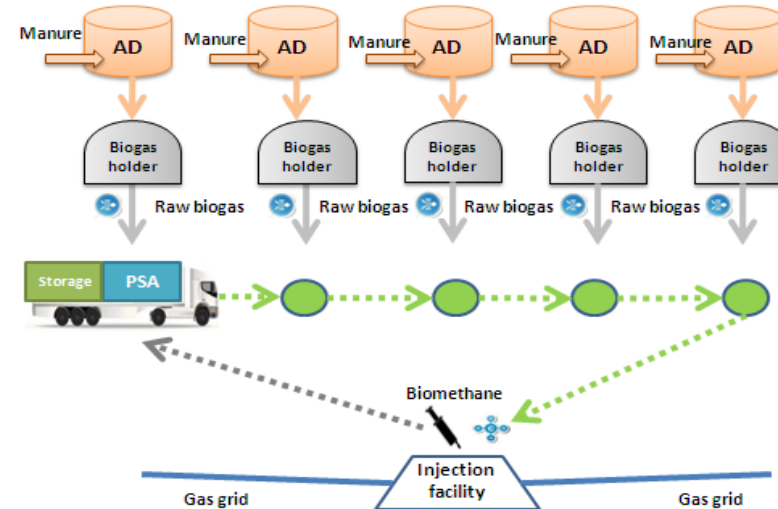 Manure
AD
Manure
AD
Manure
AD
Manure
AD
Manure
AD
Biogas
holder
Biogas
holder
Biogas
holder
Biogas
holder
Biogas
holder
Raw biogas
Raw biogas
Raw biogas
Raw biogas
Storage
PSA
Biomethane
Injection
facility
Gas grid
Gas grid